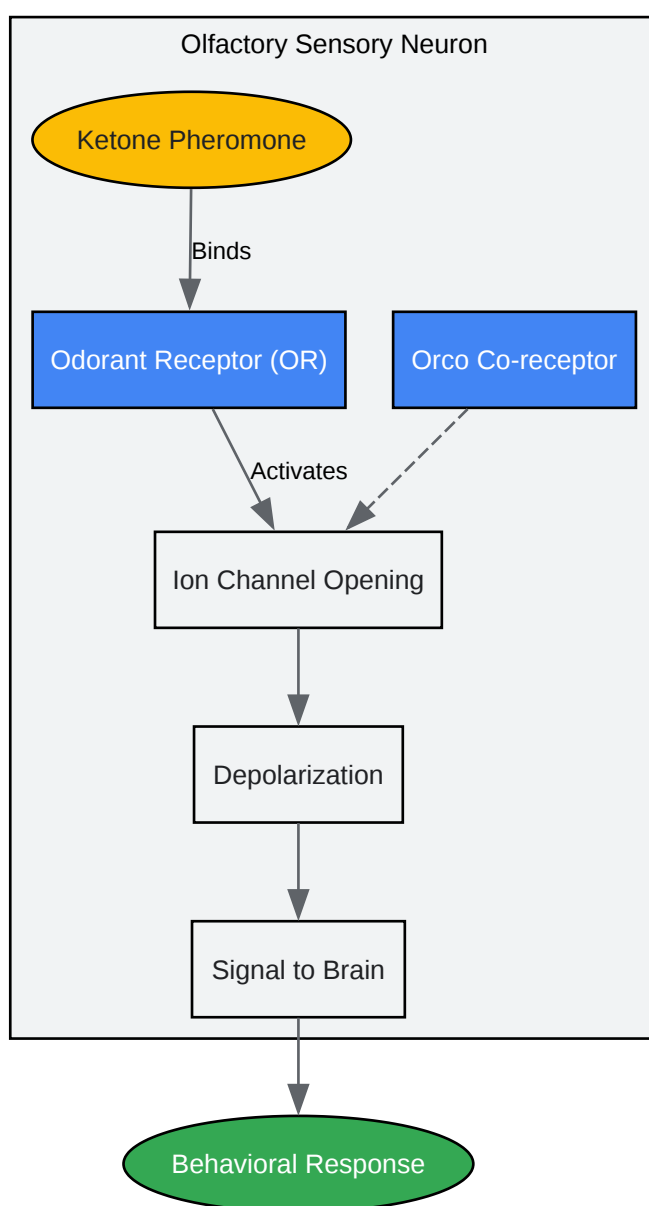 Olfactory Sensory Neuron
Ketone Pheromone
Binds
Odorant Receptor (OR)
Orco Co-receptor
Activates
Ion Channel Opening
Depolarization
Signal to Brain
Behavioral Response